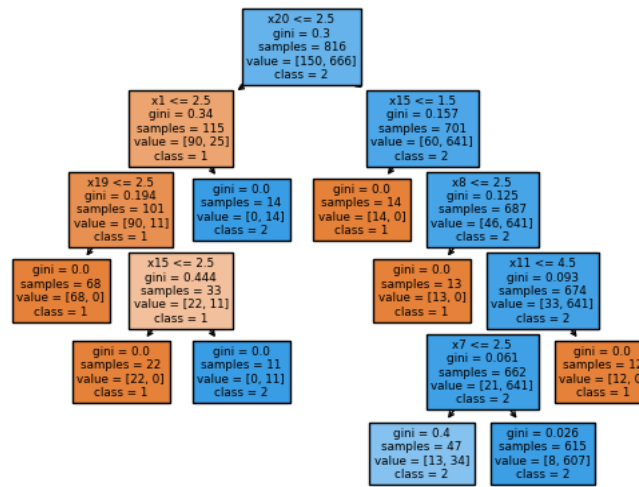 x20 <= 2.5
gini = 0.3
samples = 816
value = [150, 666]
class = 2
x1 <= 2.5
gini = 0.34
samples = 115
value = [90, 25]
class = 1
x15 <= 1.5
gini = 0.157
samples = 701
value = [60, 641]
class = 2
x19 <= 2.5
gini = 0.194
samples = 101
value = [90, 11]
class = 1
gini = 0.0
samples = 14
value = [0, 14]
class = 2
gini = 0.0
samples = 14
value = [14, 0]
class = 1
x8 <= 2.5
gini = 0.125
samples = 687
value = [46, 641]
class = 2
gini = 0.0
samples = 68
value = [68, 0]
class = 1
x15 <= 2.5
gini = 0.444
samples = 33
value = [22, 11]
class = 1
gini = 0.0
samples = 13
value = [13, 0]
class = 1
x11 <= 4.5
gini = 0.093
samples = 674
value = [33, 641]
class = 2
gini = 0.0
samples = 22
value = [22, 0]
class = 1
gini = 0.0
samples = 11
value = [0, 11]
class = 2
x7 <= 2.5
gini = 0.061
samples = 662
value = [21, 641]
class = 2
gini = 0.0
samples = 12
value = [12, 0
class = 1
gini = 0.4
samples = 47
value = [13, 34]
class = 2
gini = 0.026
samples = 615
value = [8, 607]
class = 2